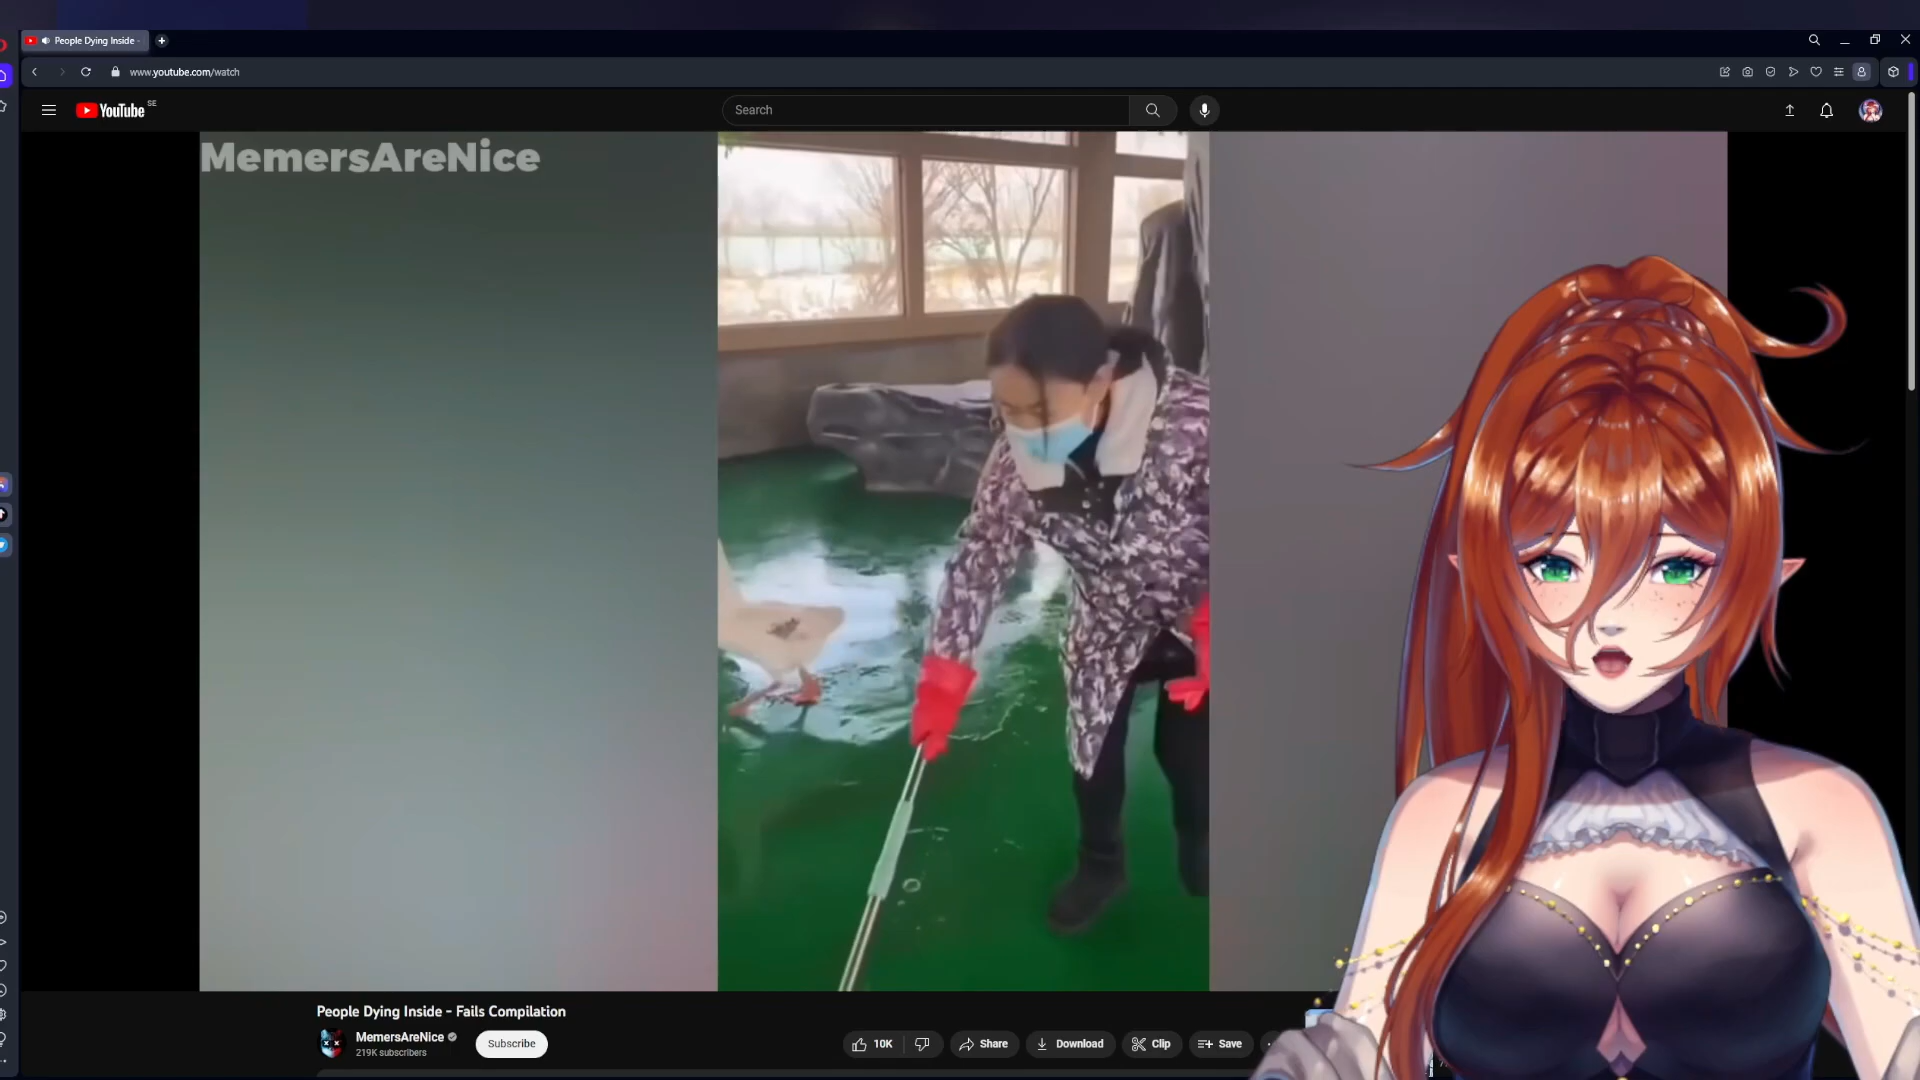 People Dying Inside -
www.youtube.com/watch
YouTube SE
Search
MemersAreNice
People Dying Inside - Fails Compilation
MemersAreNice
219K subscribers
Subscribe
10K
Share
Download
Clip
Save